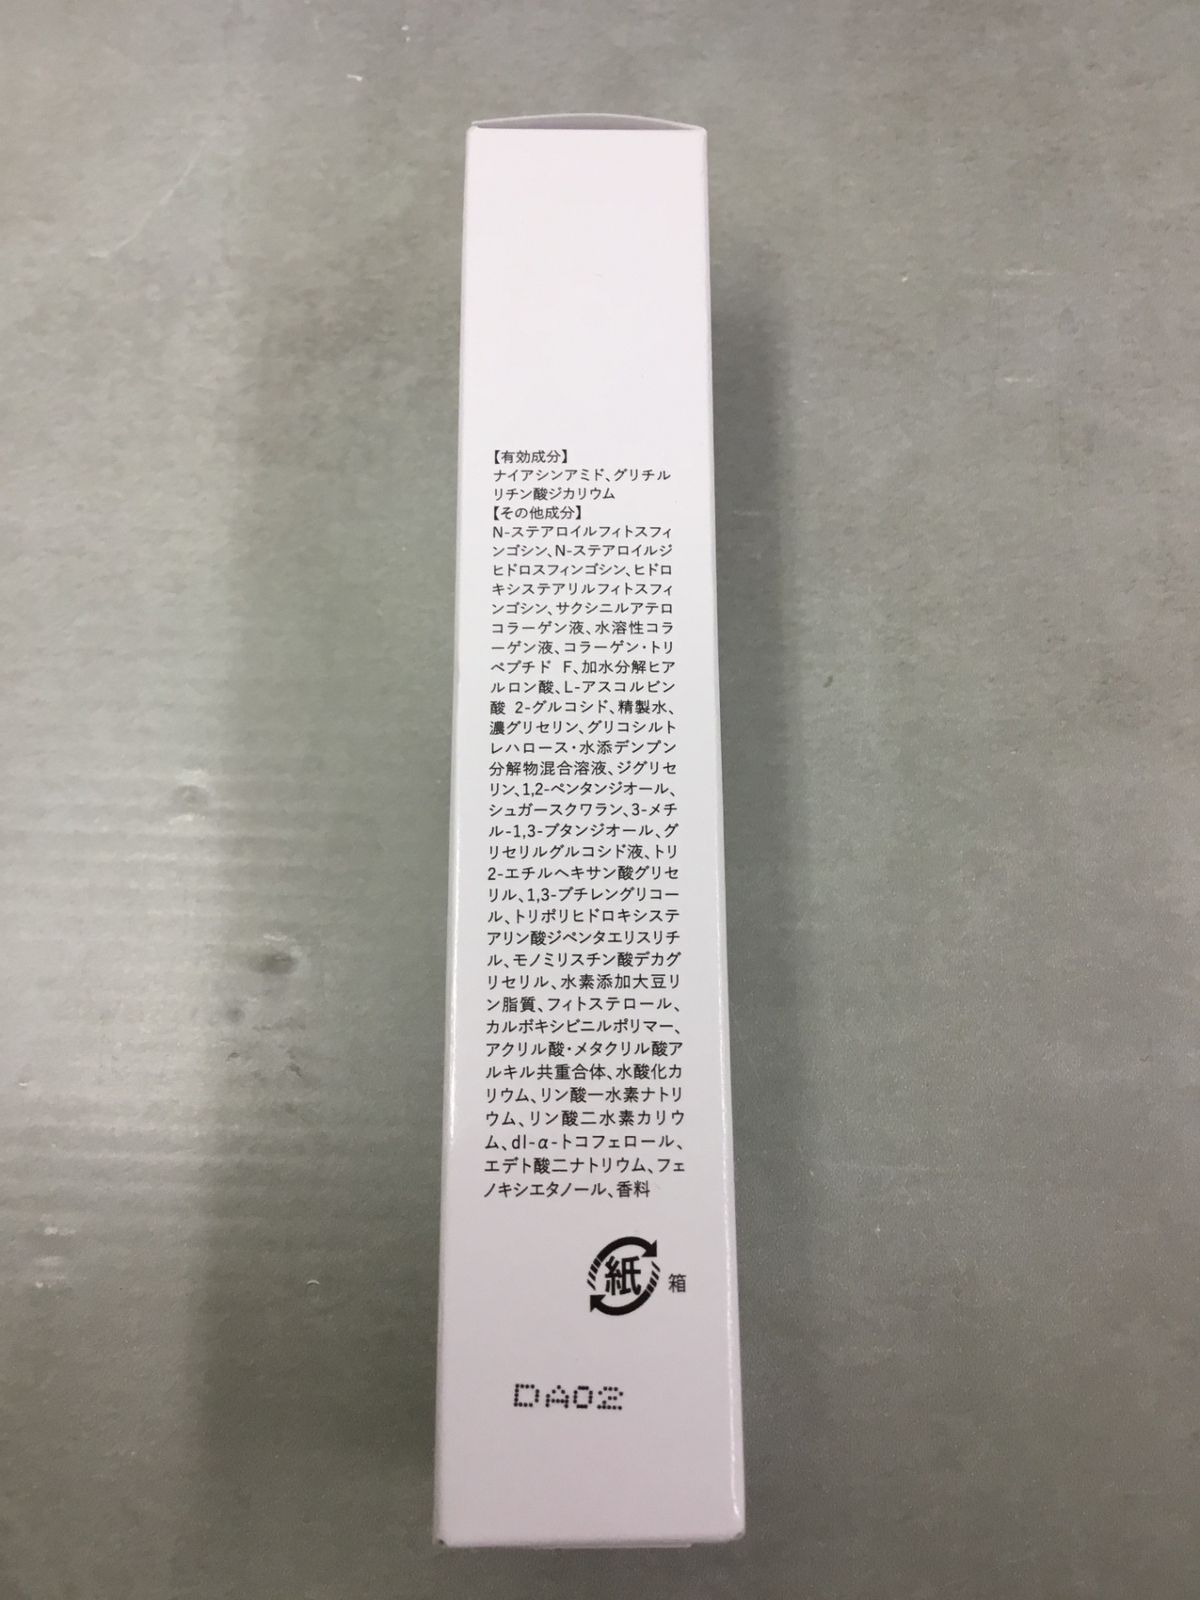 【有効成分】
ナイアシンアミド、グリチル
リチン酸ジカリウム
【その他成分】
N-ステアロイルフィトスフィ
ンゴシン、N-ステアロイルジ
ヒドロスフィンゴシン、ヒドロ
キシステアリルフィトスフィ
ンゴシン、サクシニルアテロ
コラーゲン液、水溶性コラ
ーゲン液、コラーゲン・トリ
ペプチド F、加水分解ヒア
ルロン酸、L-アスコルビン
酸 2-グルコシド、精製水、
濃グリセリン、グリコシルト
レハロース・水添デンプン
分解物混合溶液、ジグリセ
リン、1,2-ペンタンジオール、
シュガースクワラン、3-メチ
ル-1,3-ブタンジオール、グ
リセリルグルコシド液、トリ
2-エチルヘキサン酸グリセ
リル、1,3-ブチレングリコー
ル、トリポリヒドロキシステ
アリン酸ジペンタエリスリチ
ル、モノミリスチン酸デカグ
リセリル、水素添加大豆リ
ン脂質、フィトステロール、
カルボキシビニルポリマー、
アクリル酸・メタクリル酸ア
ルキル共重合体、水酸化カ
リウム、リン酸一水素ナトリ
ウム、リン酸二水素カリウ
ム、dl-α-トコフェロール、
エデト酸二ナトリウム、フェ
ノキシエタノール、香料
紙 箱
DA02